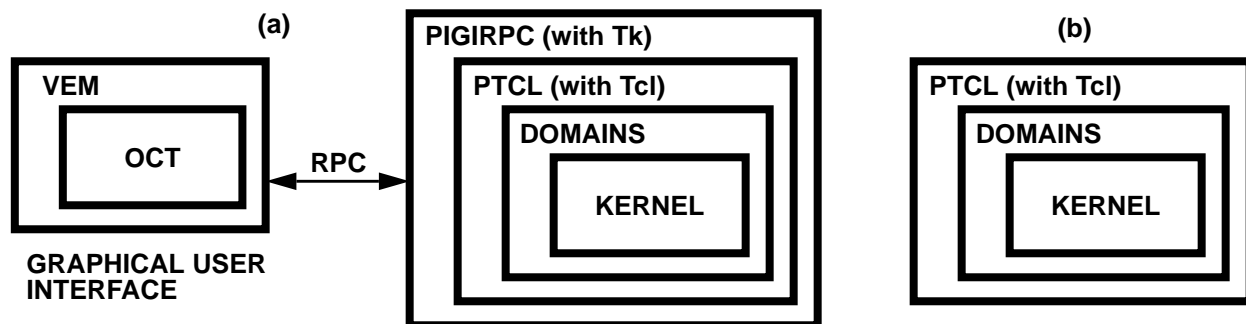 (a)
VEM
OCT
GRAPHICAL USER
INTERFACE
RPC
PIGIRPC (with Tk)
PTCL (with Tcl)
DOMAINS
KERNEL
(b)
PTCL (with Tcl)
DOMAINS
KERNEL